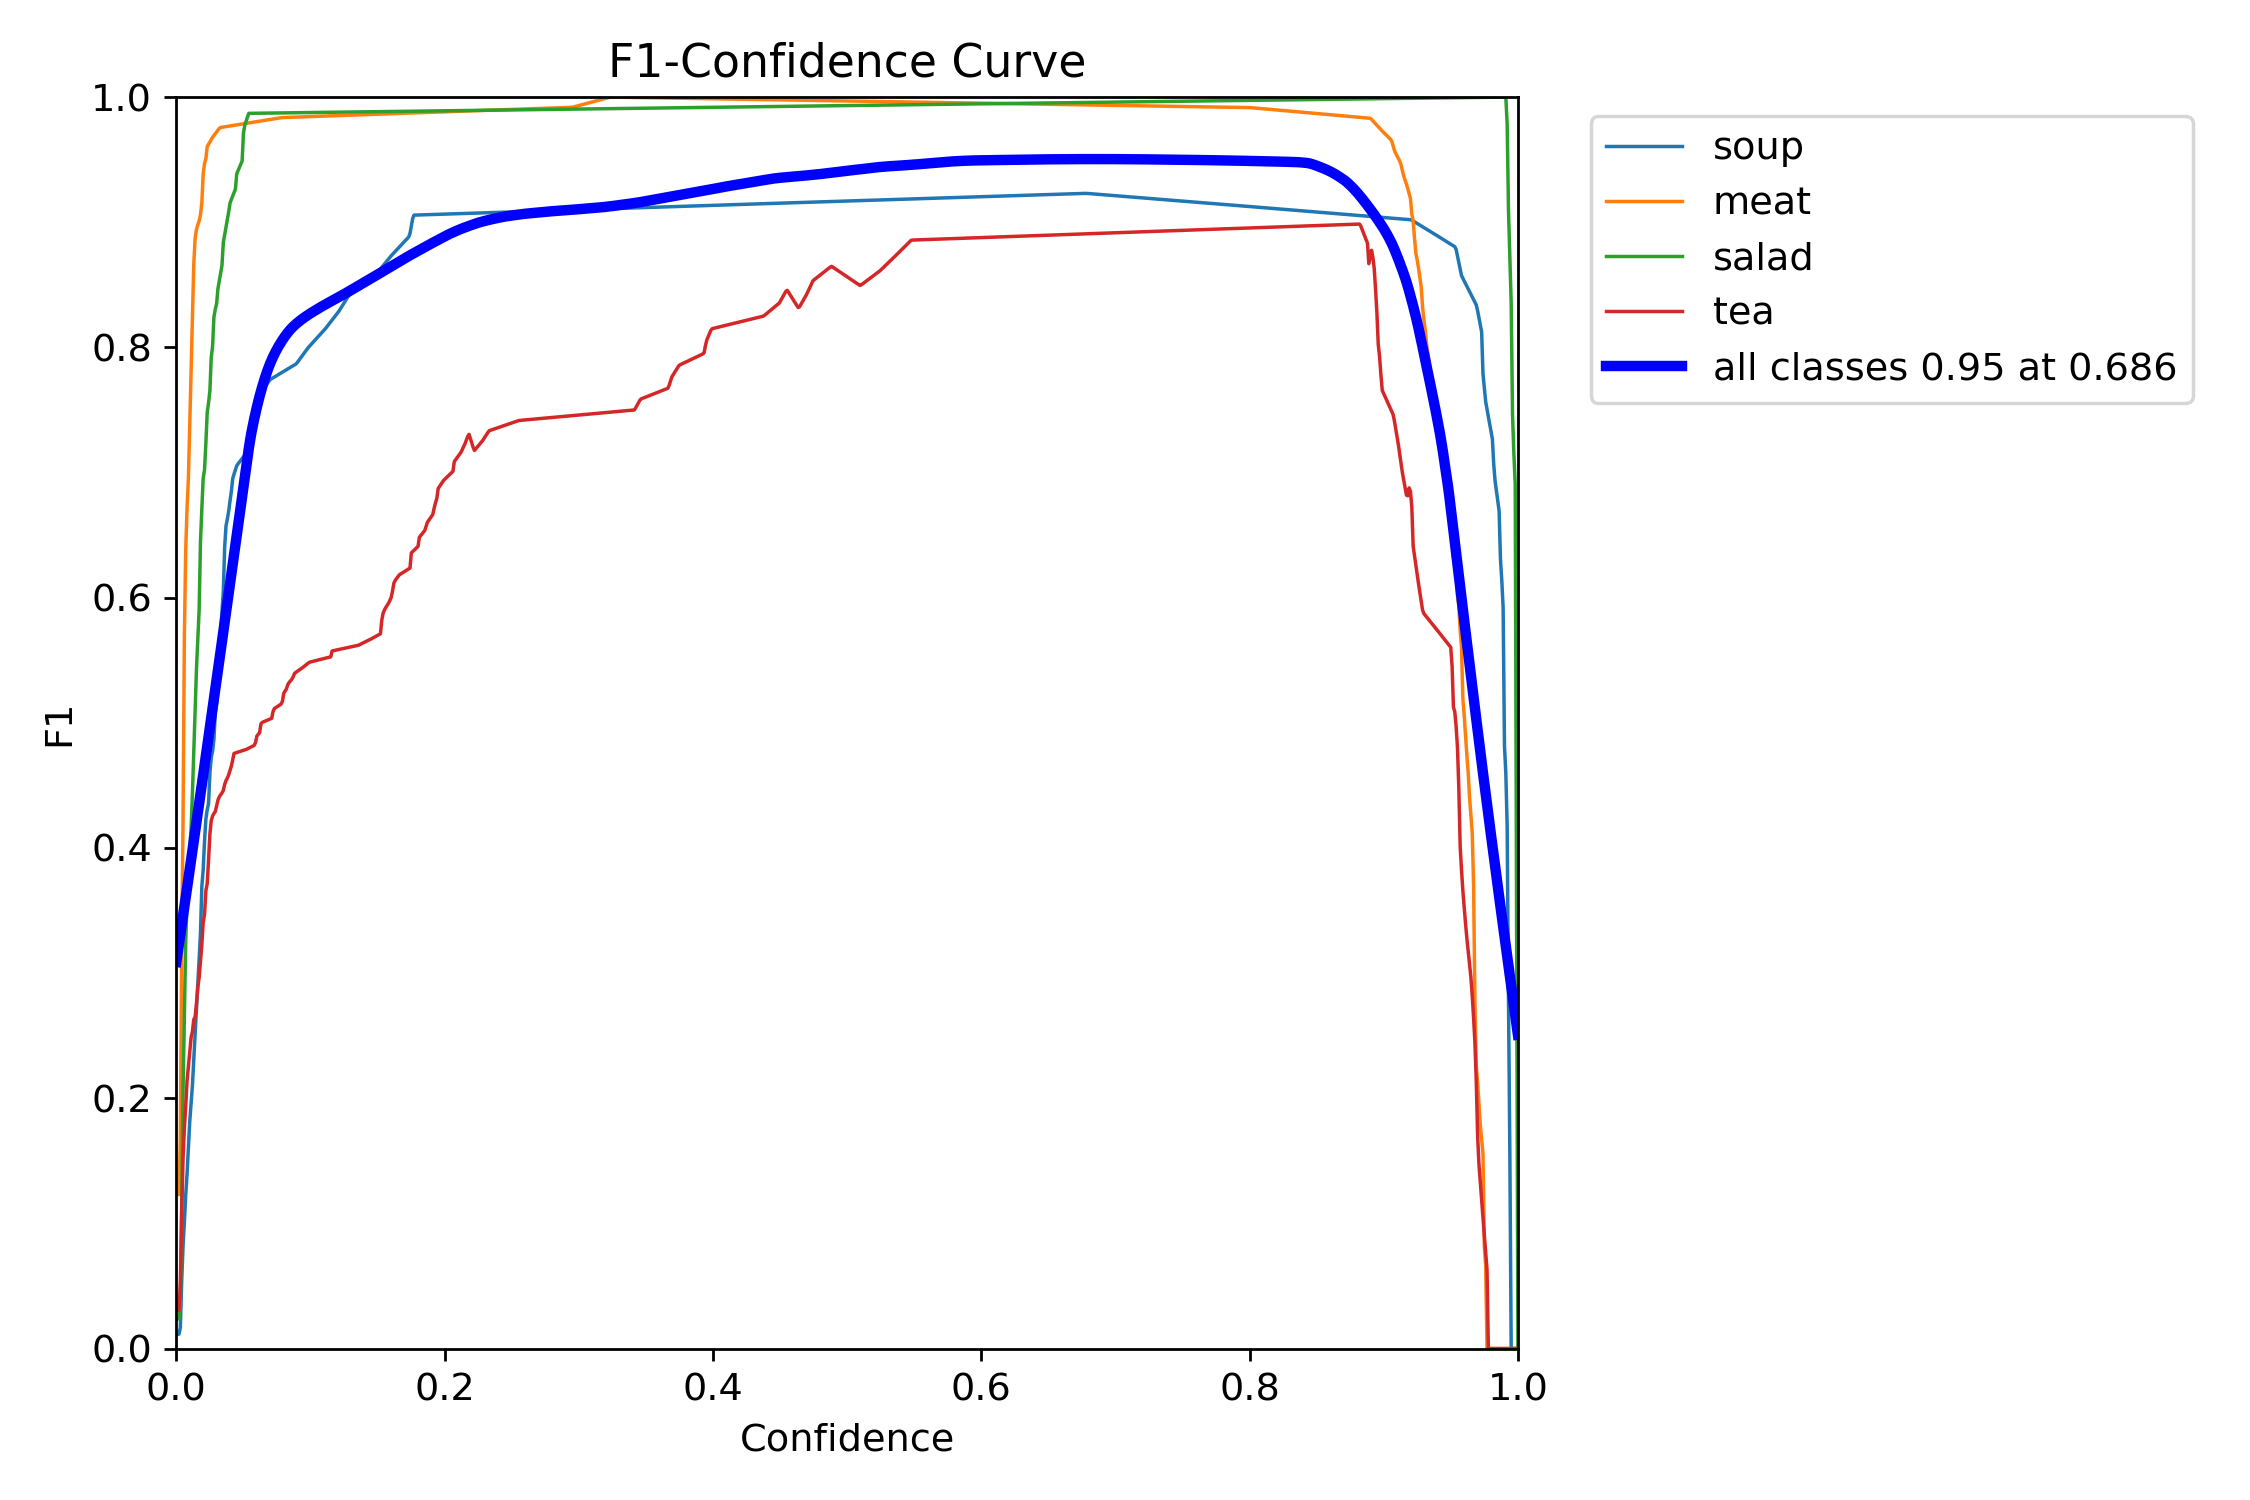 F1-Confidence Curve
1.0
0.8
0.6
0.4
0.2
0.0
F1
0.0 0.2 0.4 0.6 0.8 1.0
Confidence
soup
meat
salad
tea
all classes 0.95 at 0.686